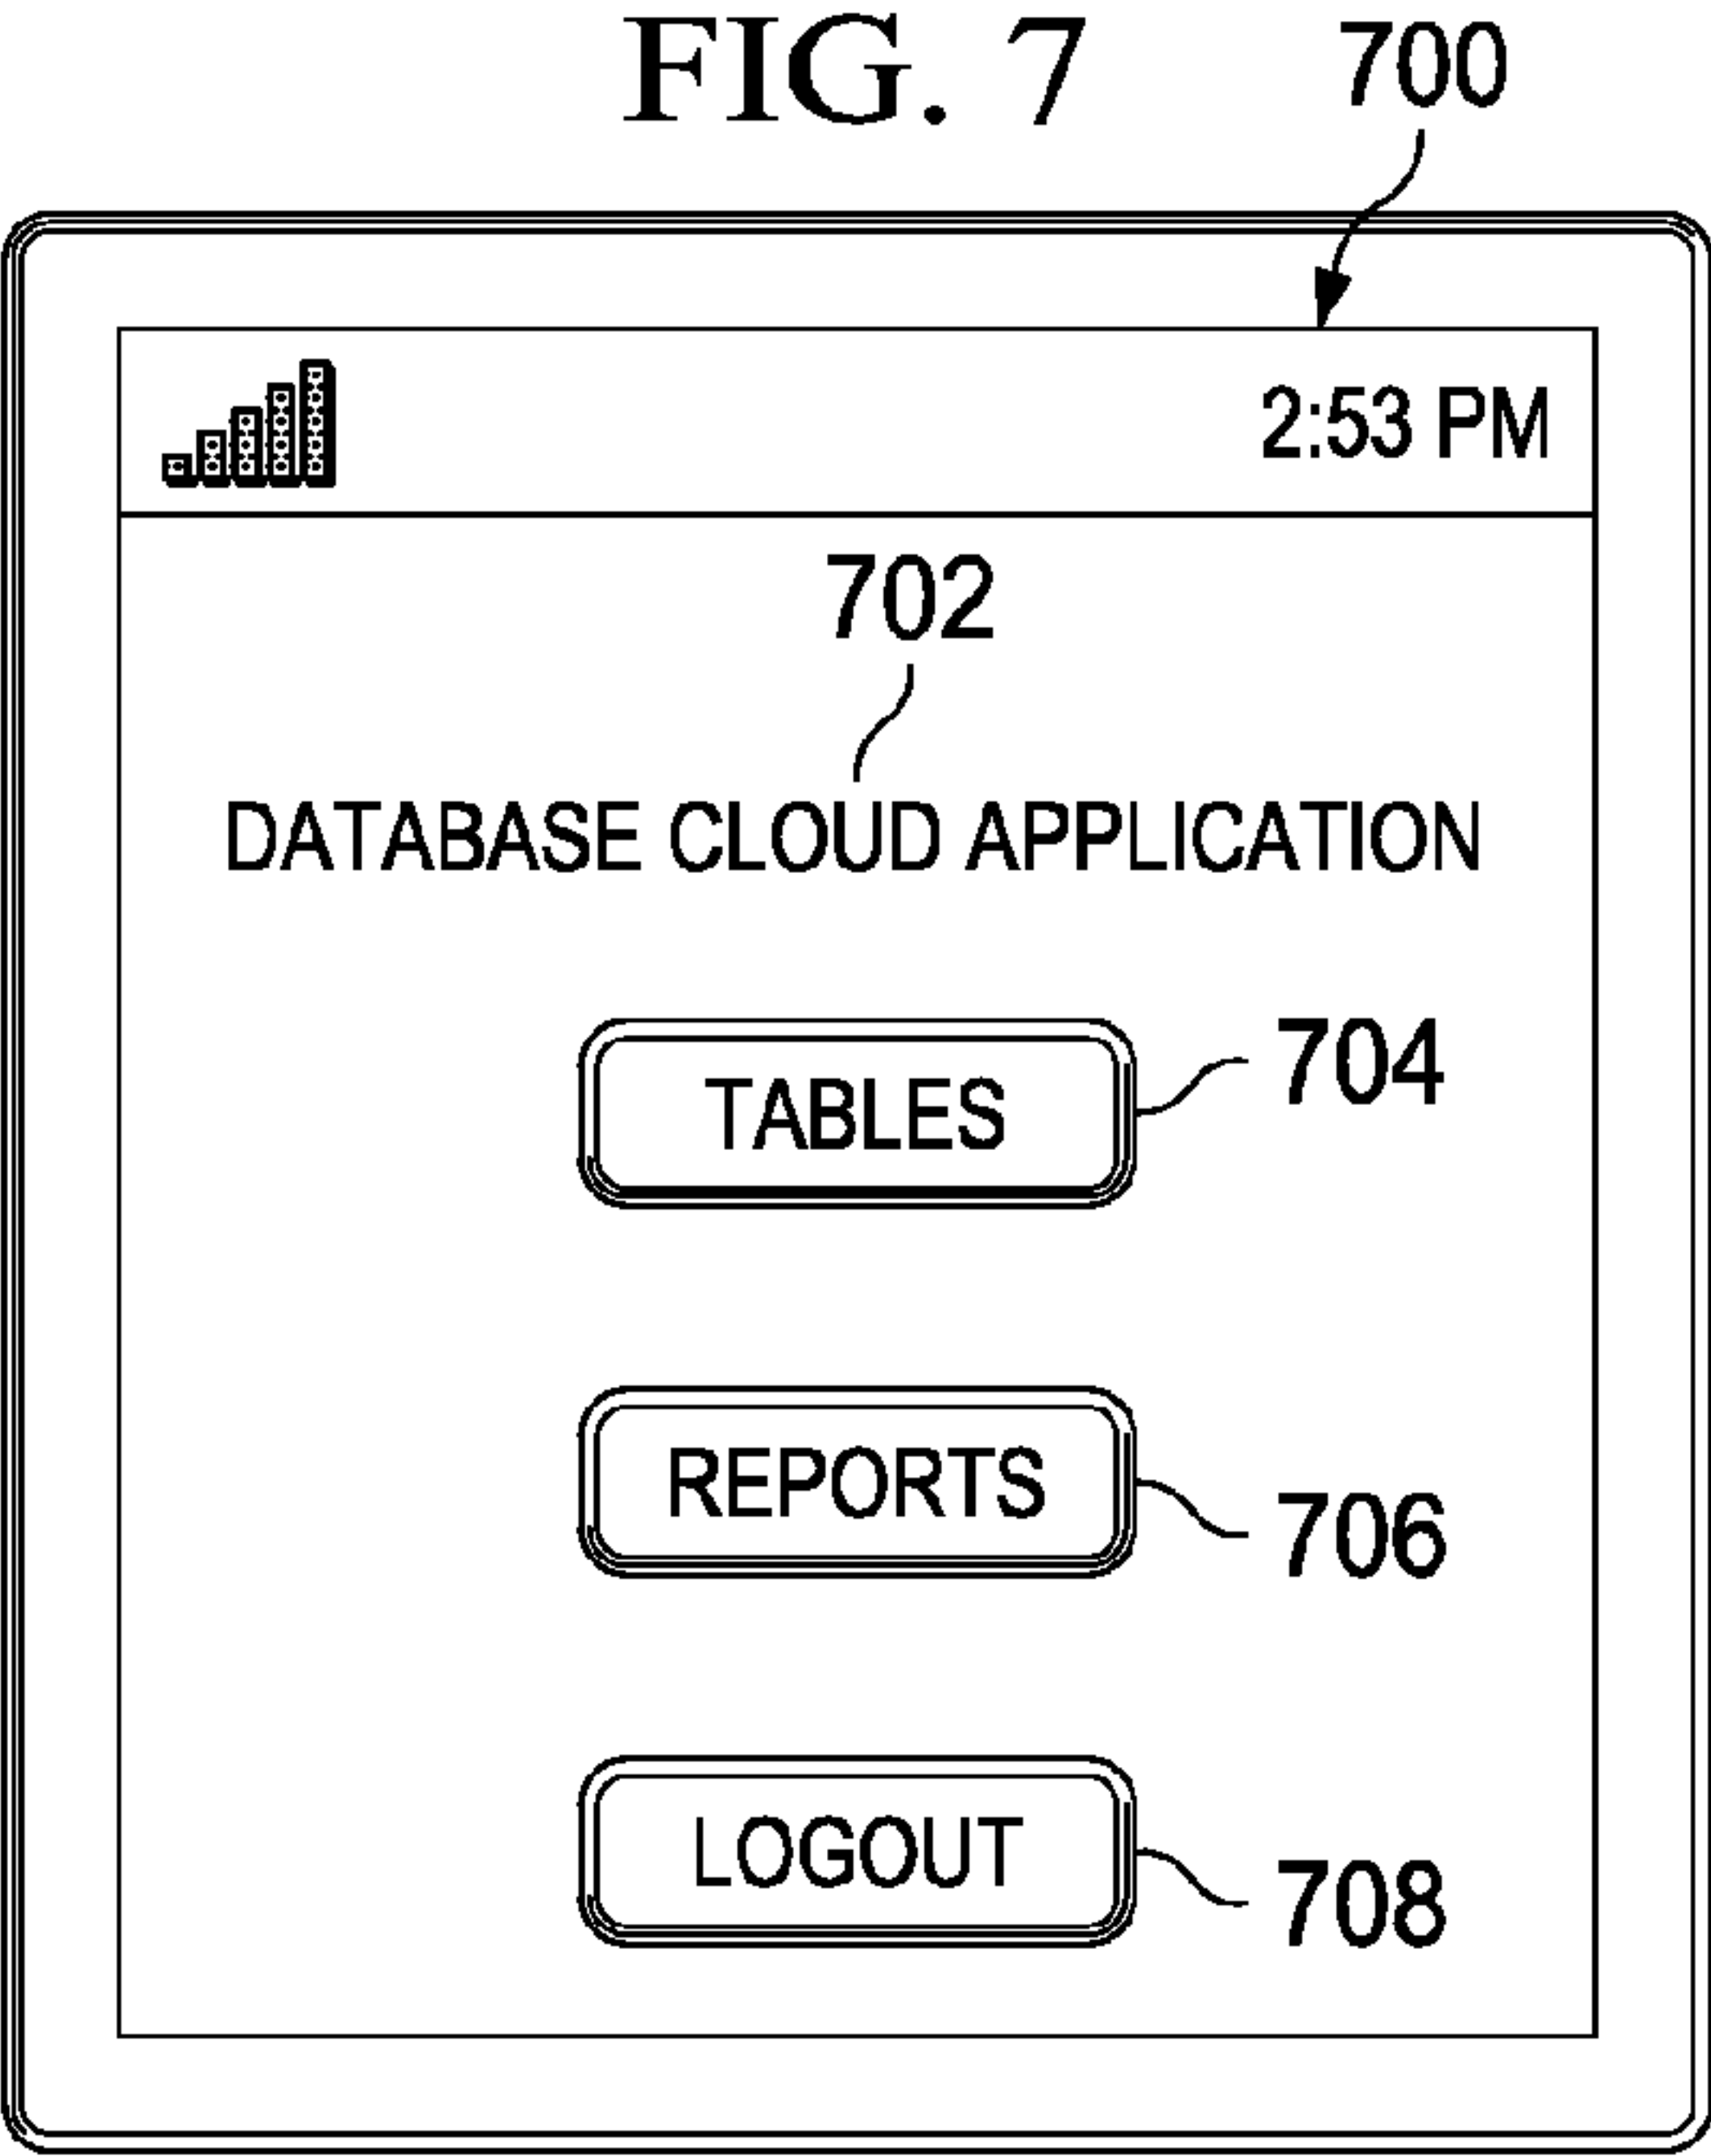 FIG. 7
700
2:53 PM
702
DATABASE CLOUD APPLICATION
TABLES
704
REPORTS
706
LOGOUT
708